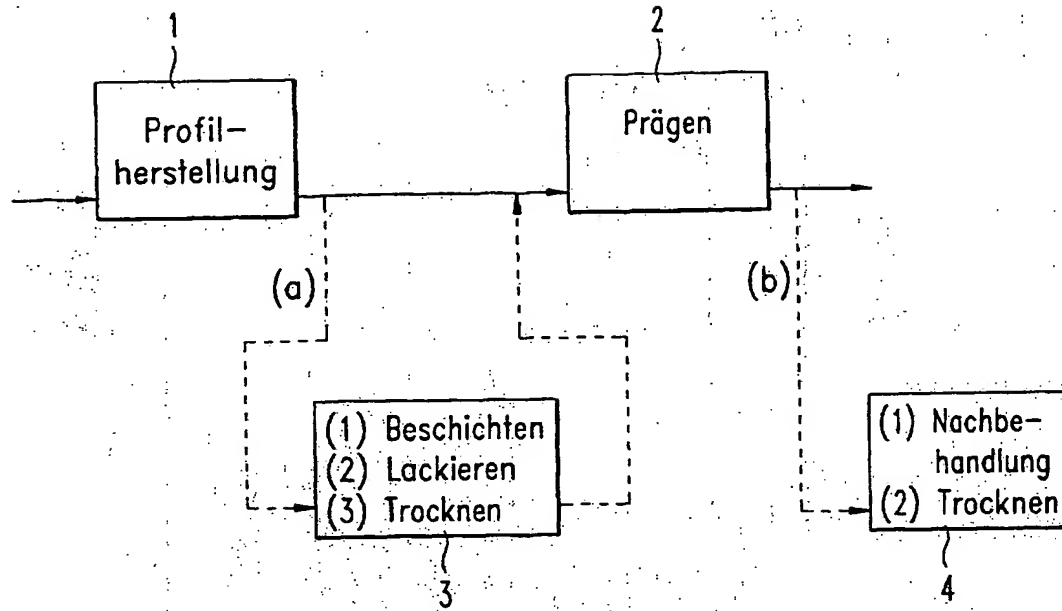 1
2
Profil-
herstellung
Prägen
(a)
(b)
(1) Beschichten
(2) Lackieren
(3) Trocknen
(1) Nachbe-
handlung
(2) Trocknen
3
4